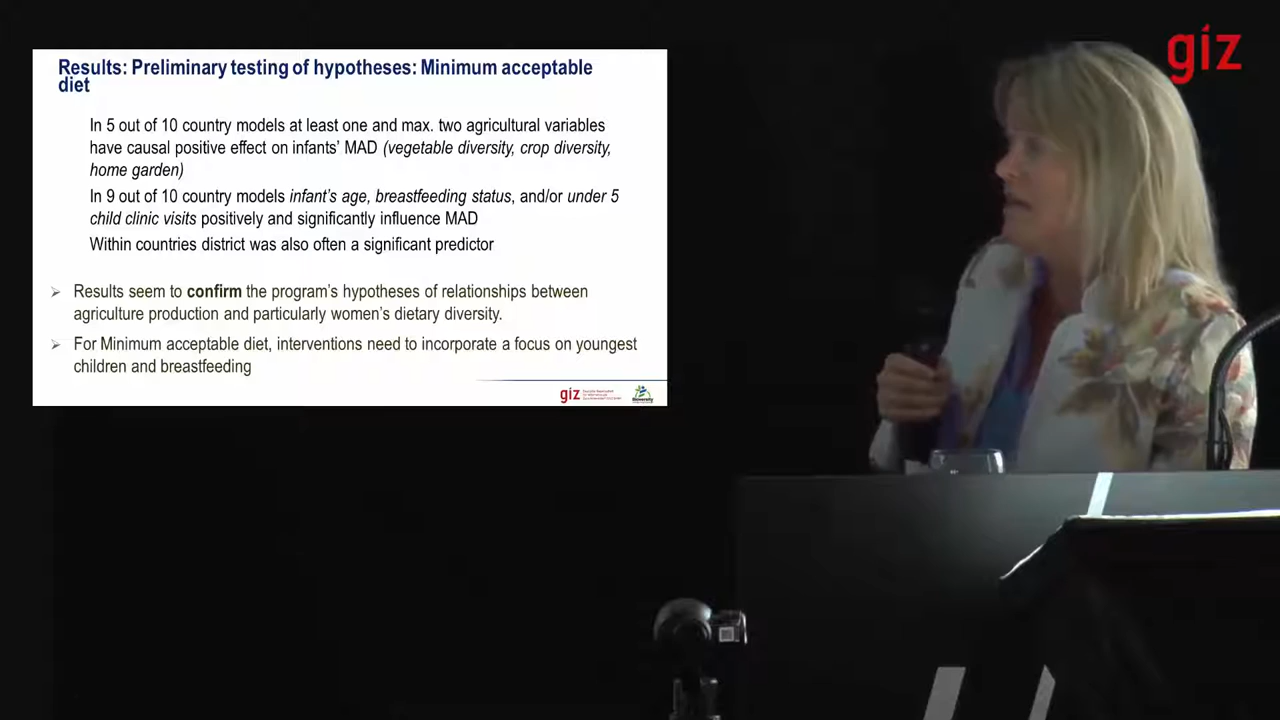 giz
Results: Preliminary testing of hypotheses: Minimum acceptable
diet
In 5 out of 10 country models at least one and max. two agricultural variables
have causal positive effect on infants' MAD (vegetable diversity, crop diversity,
home garden)
In 9 out of 10 country models infant's age, breastfeeding status, and/or under 5
child clinic visits positively and significantly influence MAD
Within countries district was also often a significant predictor
➢ Results seem to confirm the program's hypotheses of relationships between
agriculture production and particularly women's dietary diversity.
➢ For Minimum acceptable diet, interventions need to incorporate a focus on youngest
children and breastfeeding
giz